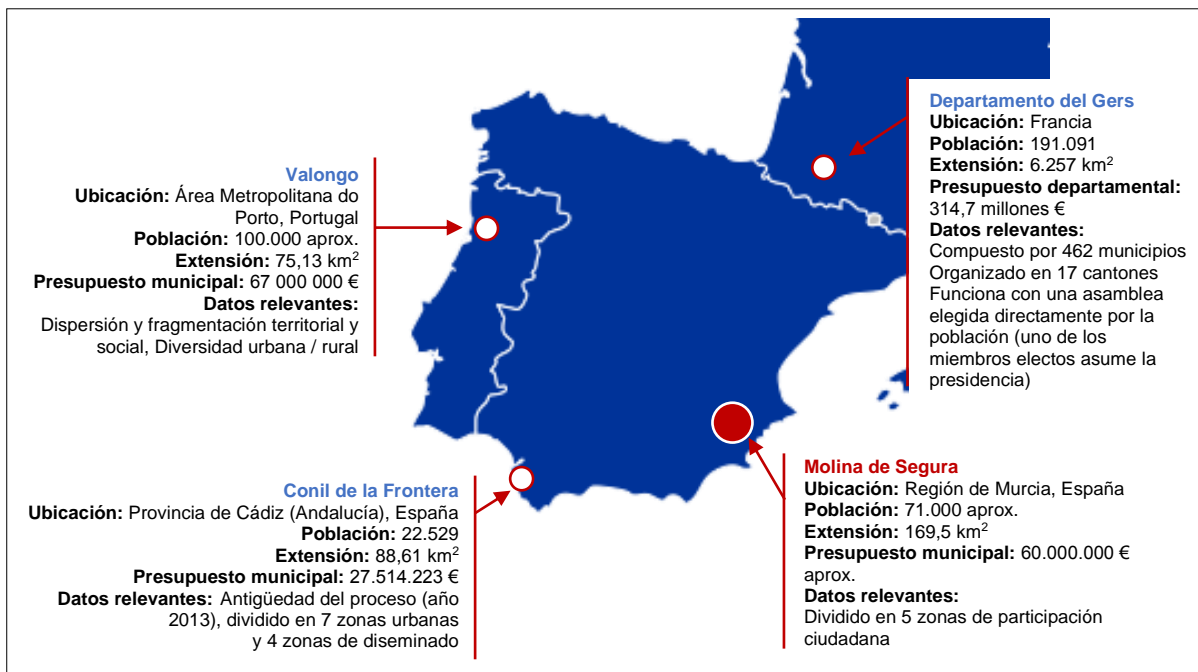 Departamento del Gers
Ubicación: Francia
Población: 191.091
Extensión: 6.257 km²
Presupuesto departamental:
314,7 millones €
Datos relevantes:
Compuesto por 462 municipios
Organizado en 17 cantones
Funciona con una asamblea
elegida directamente por la
población (uno de los
miembros electos asume la
presidencia)
Valongo
Ubicación: Área Metropolitana do
Porto, Portugal
Población: 100.000 aprox.
Extensión: 75,13 km²
Presupuesto municipal: 67 000 000 €
Datos relevantes:
Dispersión y fragmentación territorial y
social, Diversidad urbana / rural
Conil de la Frontera
Ubicación: Provincia de Cádiz (Andalucía), España
Población: 22.529
Extensión: 88,61 km²
Presupuesto municipal: 27.514.223 €
Datos relevantes: Antigüedad del proceso (año
2013), dividido en 7 zonas urbanas
y 4 zonas de diseminado
Molina de Segura
Ubicación: Región de Murcia, España
Población: 71.000 aprox.
Extensión: 169,5 km²
Presupuesto municipal: 60.000.000 €
aprox.
Datos relevantes:
Dividido en 5 zonas de participación
ciudadana